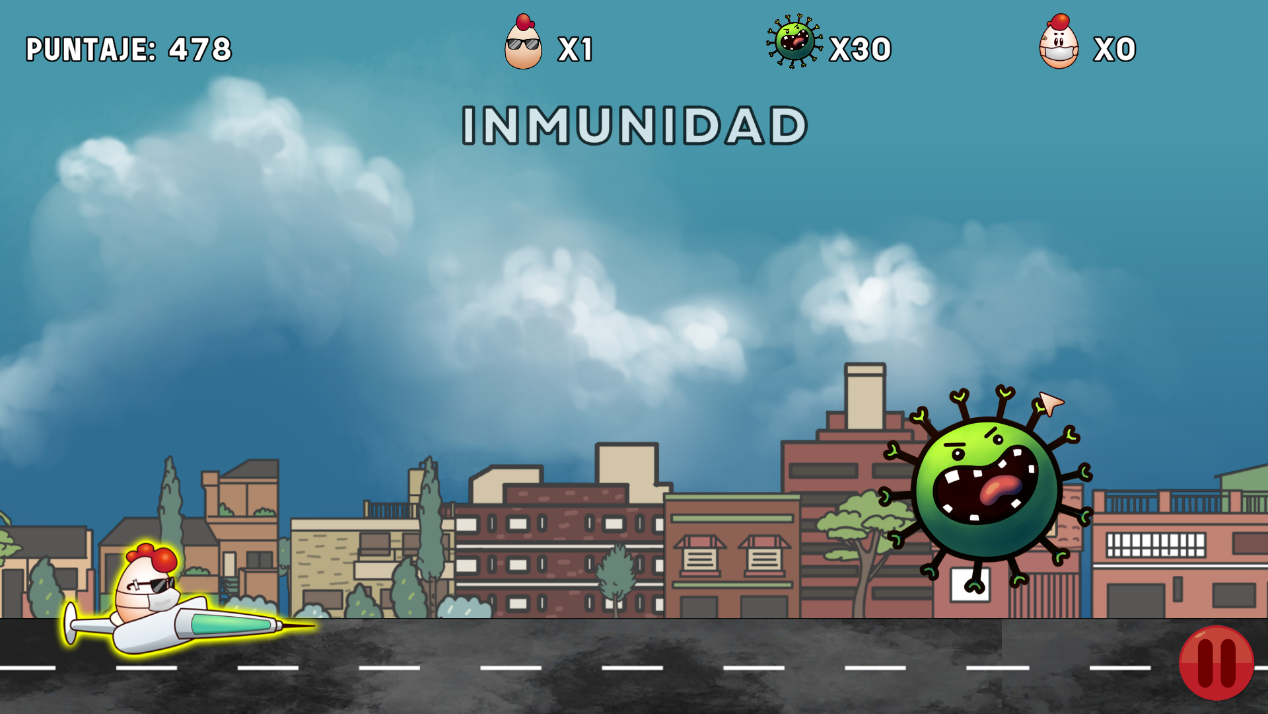 PUNTAJE: 478
X1
X30
X0
INMUNIDAD